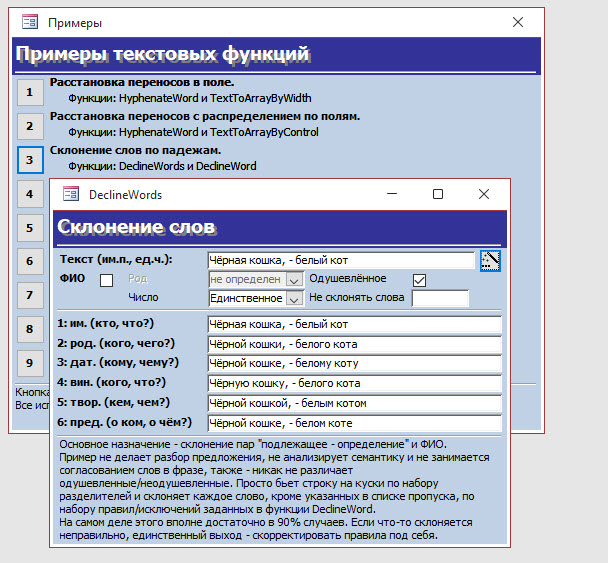 Примеры
Примеры текстовых функций
1 Расстановка переносов в поле.
Функции: HyphenateWord и TextToArrayByWidth
2 Расстановка переносов с распределением по полям.
Функции: HyphenateWord и TextToArrayByControl
3 Склонение слов по падежам.
Функции: DeclineWords и DeclineWord
4
5
6
7
8
9
Кнопка
Все исп
DeclineWords
Склонение слов
Текст (им.п., ед.ч.): Чёрная кошка, - белый кот
ФИО Род не определен Одушевлённое
Число Единственное Не склонять слова
1: им. (кто, что?) Чёрная кошка, - белый кот
2: род. (кого, чего?) Чёрной кошки, - белого кота
3: дат. (кому, чему?) Чёрной кошке, - белому коту
4: вин. (кого, что?) Чёрную кошку, - белого кота
5: твор. (кем, чем?) Чёрной кошкой, - белым котом
6: пред. (о ком, о чём?) Чёрной кошке, - белом коте
Основное назначение - склонение пар "подлежащее - определение" и ФИО.
Пример не делает разбор предложения, не анализирует семантику и не занимается
согласованием слов в фразе, также - никак не различает
одушевленные/неодушевленные. Просто бьет строку на куски по набору
разделителей и склоняет каждое слово, кроме указанных в списке пропуска, по
набору правил/исключений заданных в функции DeclineWord.
На самом деле этого вполне достаточно в 90% случаев. Если что-то склоняется
неправильно, единственный выход - скорректировать правила под себя.